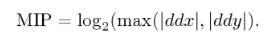 MIP = log₂(max(|ddx|, |ddy|).